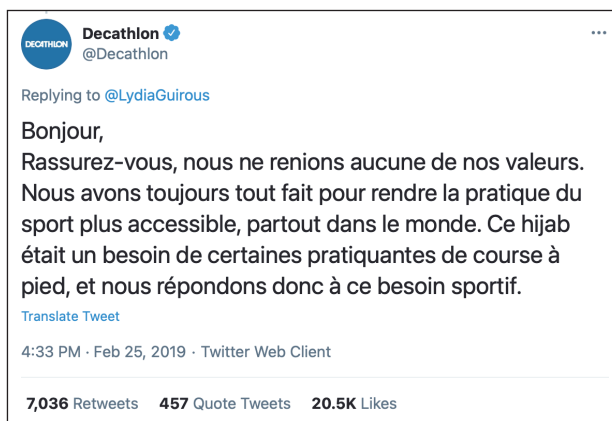 DECATHLON
Decathlon
@Decathlon
Replying to @LydiaGuirous
Bonjour,
Rassurez-vous, nous ne renions aucune de nos valeurs.
Nous avons toujours tout fait pour rendre la pratique du
sport plus accessible, partout dans le monde. Ce hijab
était un besoin de certaines pratiquantes de course à
pied, et nous répondons donc à ce besoin sportif.
Translate Tweet
4:33 PM · Feb 25, 2019 · Twitter Web Client
7,036 Retweets 457 Quote Tweets 20.5K Likes